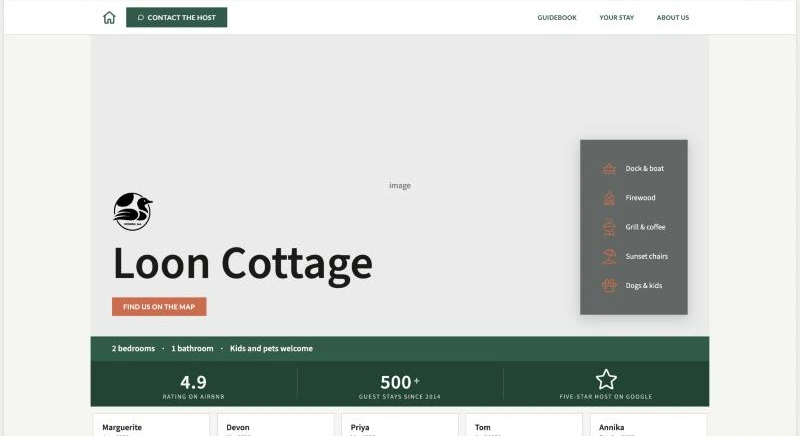 CONTACT THE HOST
GUIDEBOOK
YOUR STAY
ABOUT US
image
Dock & boat
Firewood
Grill & coffee
Sunset chairs
Dogs & kids
Loon Cottage
FIND US ON THE MAP
2 bedrooms · 1 bathroom · Kids and pets welcome
4.9
RATING ON AIRBNB
500+
GUEST STAYS SINCE 2014
FIVE-STAR HOST ON GOOGLE
Marguerite
Devon
Priya
Tom
Annika